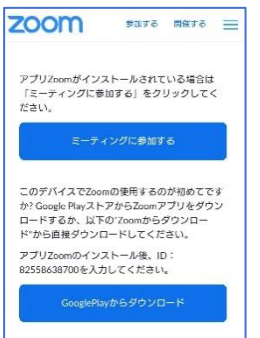 zoom 参加する 開催する
アプリZoomがインストールされている場合は
「ミーティングに参加する」をクリックしてく
ださい。
ミーティングに参加する
このデバイスでZoomの使用するのが初めてです
か? Google PlayストアからZoomアプリをダウン
ロードするか、以下の"Zoomからダウンロー
ド"から直接ダウンロードしてください。
アプリZoomのインストール後、ID：
82558638700を入力してください。
GooglePlayからダウンロード